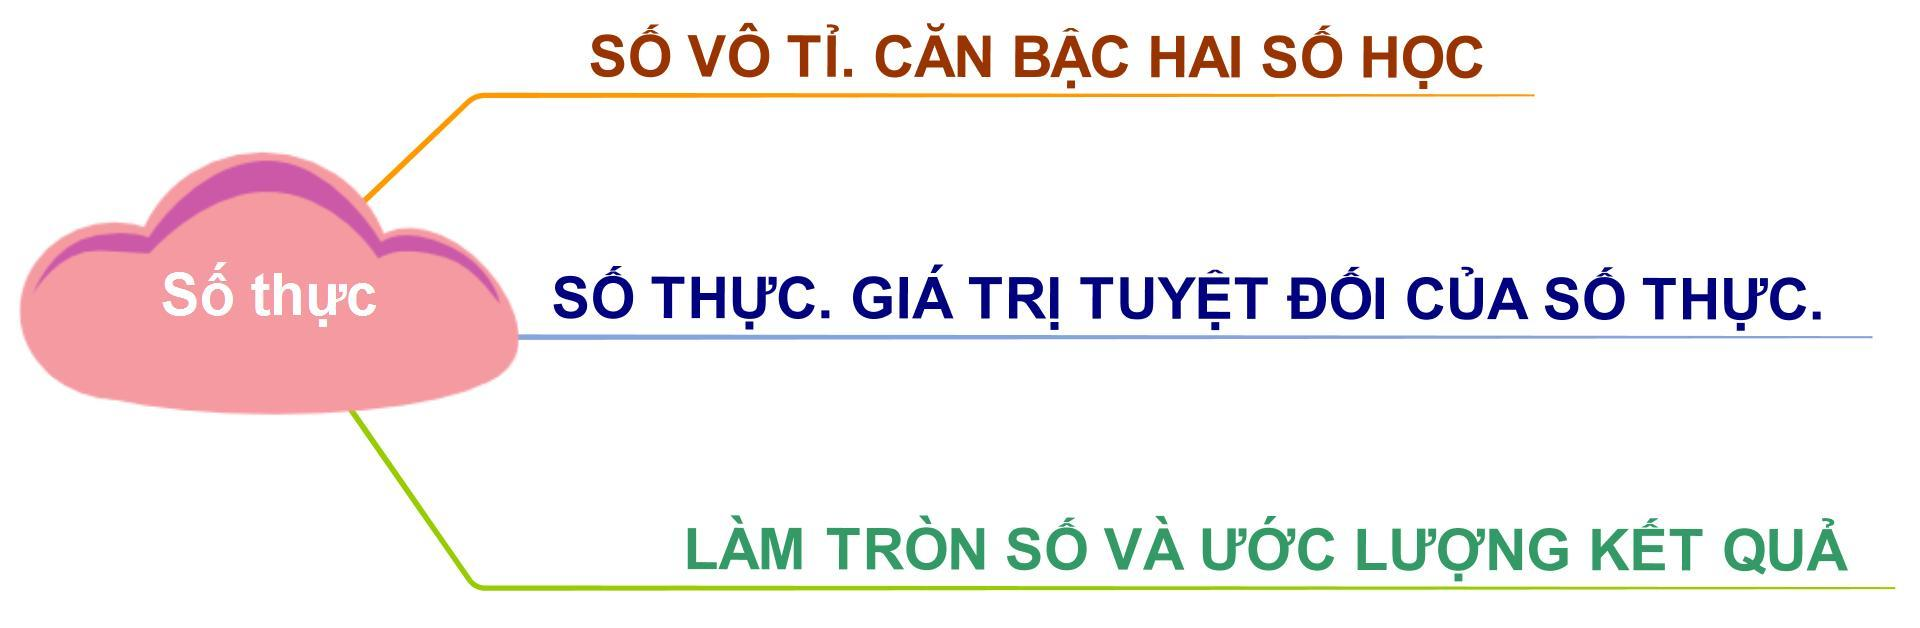 SỐ VÔ TỈ. CĂN BẬC HAI SỐ HỌC
Số thực
SỐ THỰC. GIÁ TRỊ TUYỆT ĐỐI CỦA SỐ THỰC.
LÀM TRÒN SỐ VÀ ƯỚC LƯỢNG KẾT QUẢ